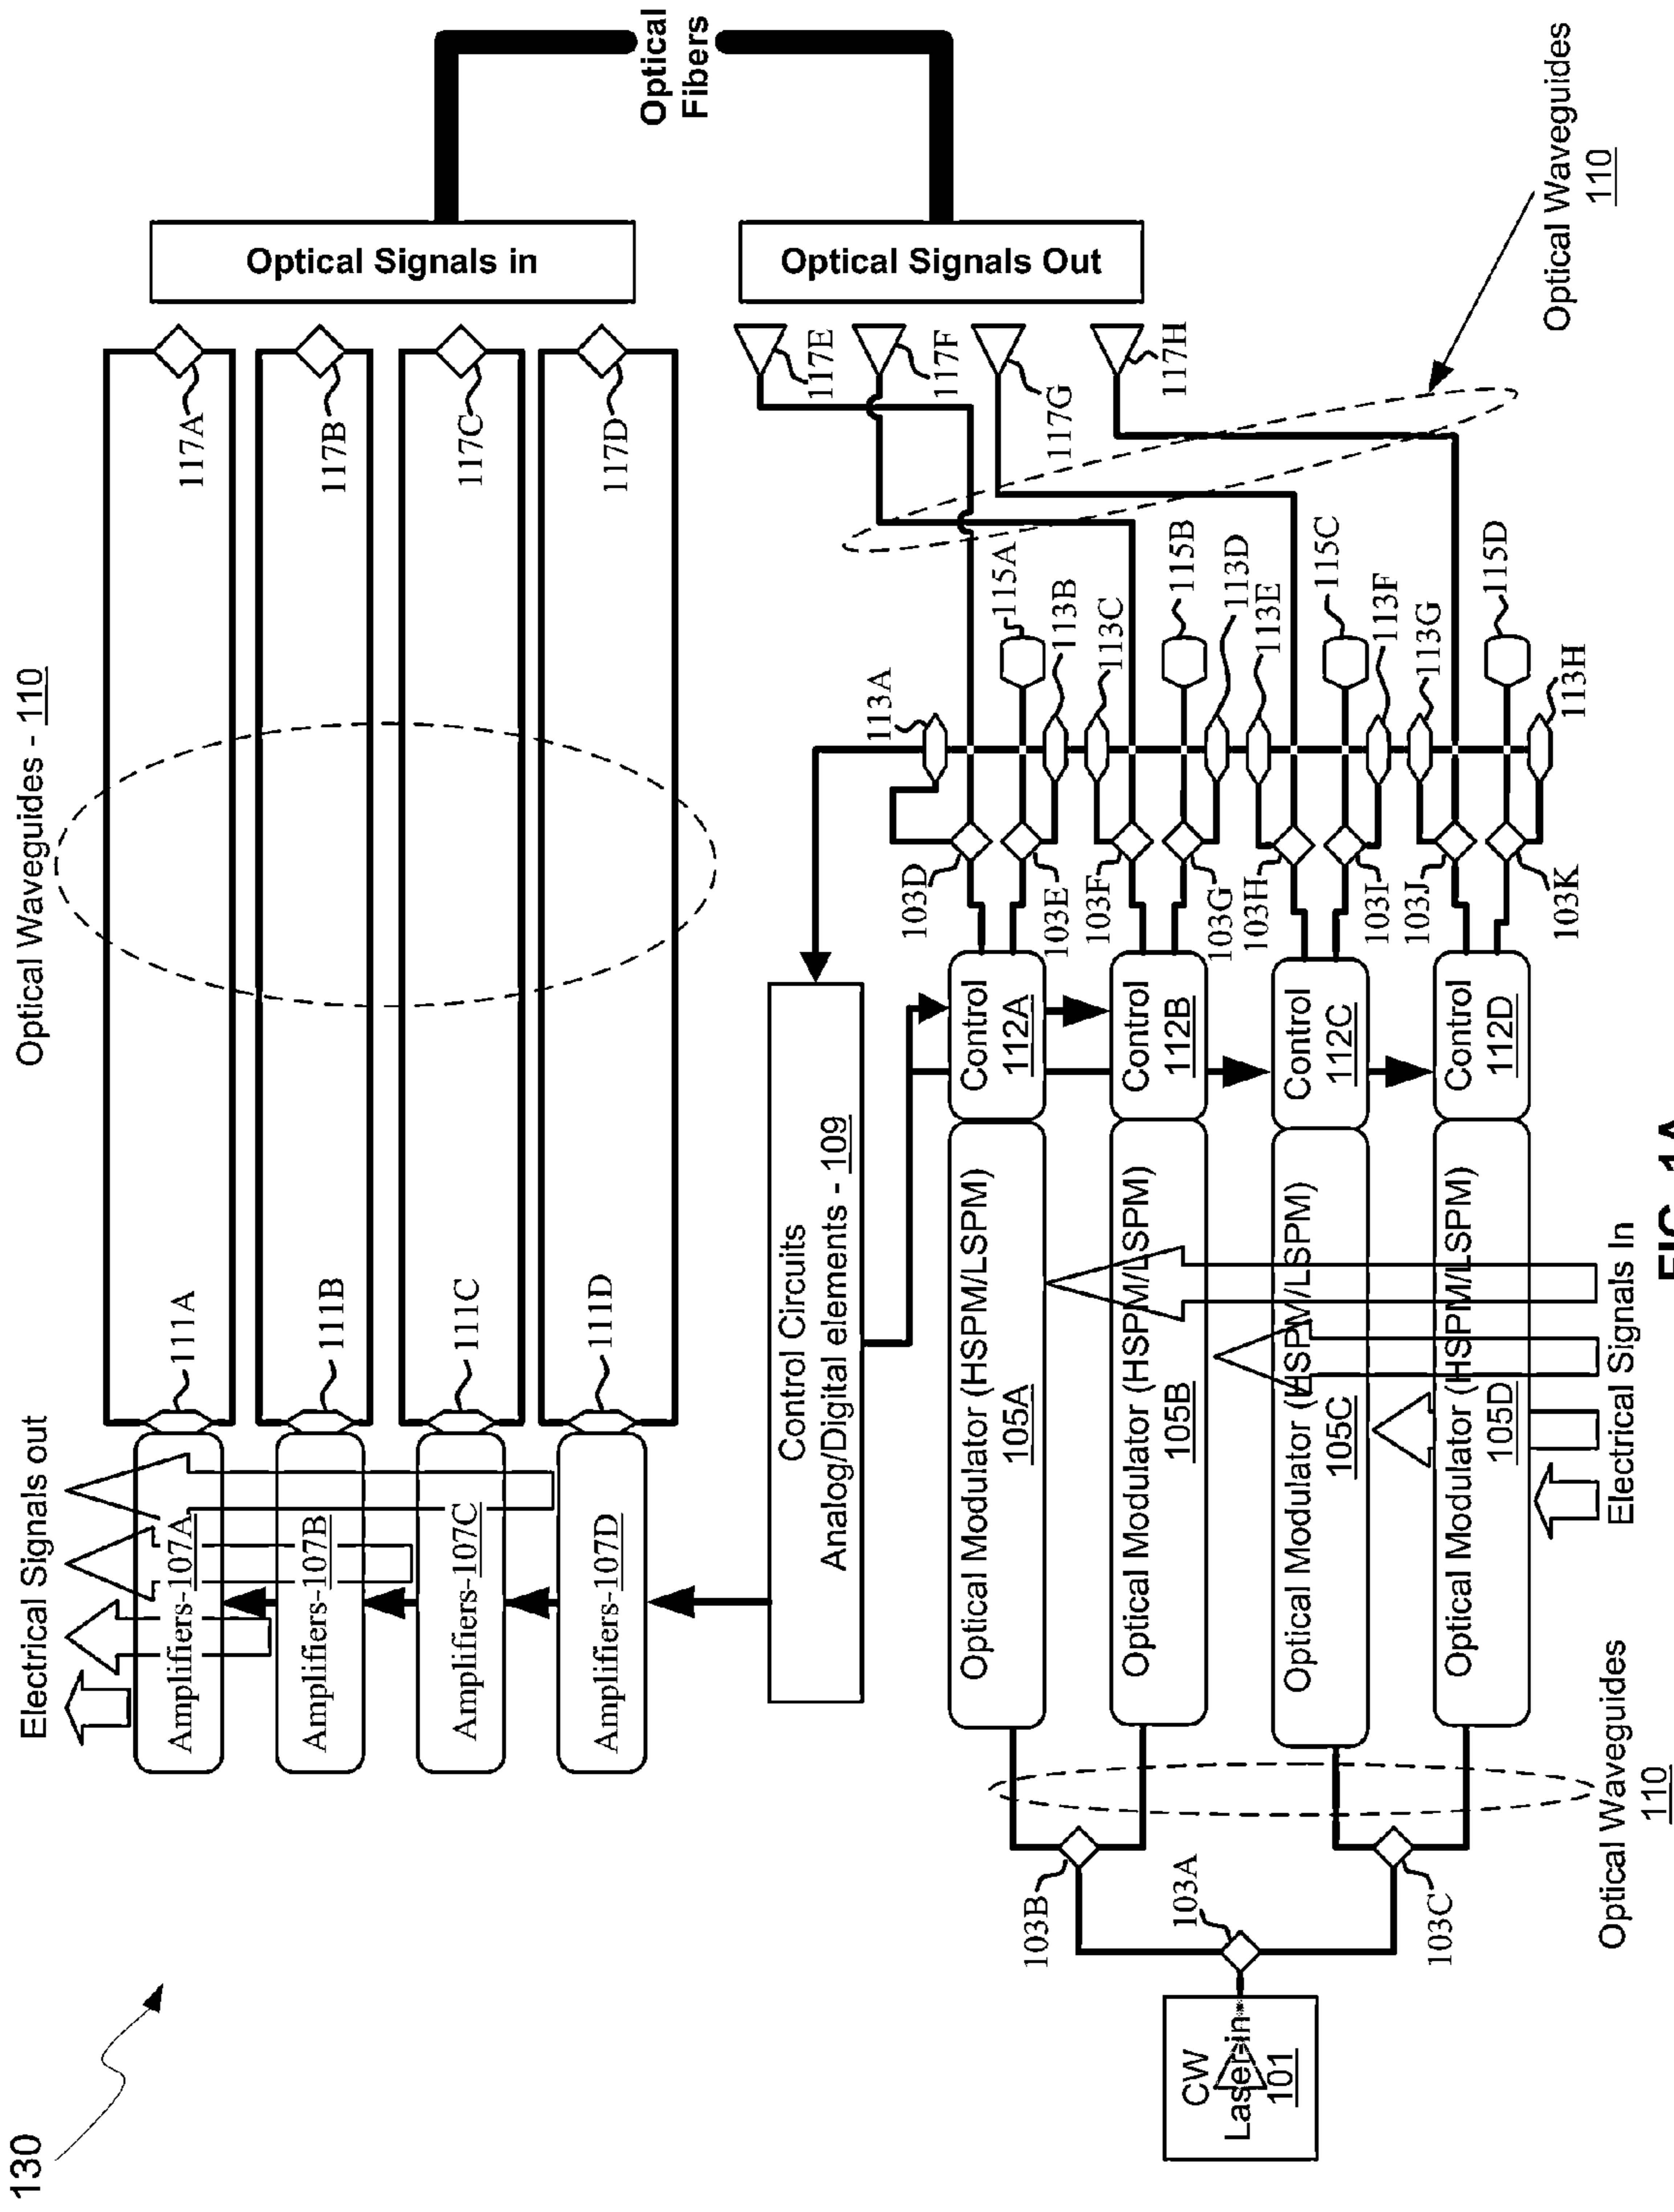 130
Electrical Signals out
Optical Waveguides - 110
Amplifiers-107A
111A
117A
Amplifiers-107B
111B
117B
Amplifiers-107C
111C
117C
Amplifiers-107D
111D
117D
Optical Signals in
Optical
Fibers
Optical Signals Out
Control Circuits
Analog/Digital elements - 109
117E
117F
117G
117H
Optical Waveguides
110
Optical Modulator (HSPM/LSPM)
105A
Control
112A
103D
113A
115A
103E
113B
Optical Modulator (HSPM/LSPM)
105B
Control
112B
103F
113C
115B
103G
113D
Optical Modulator (HSPM/LSPM)
105C
Control
112C
103H
113E
115C
103I
113F
Optical Modulator (HSPM/LSPM)
105D
Control
112D
103J
113G
115D
103K
113H
103B
103A
103C
CW
Laser in
101
Optical Waveguides
110
Electrical Signals In
FIG. 1A